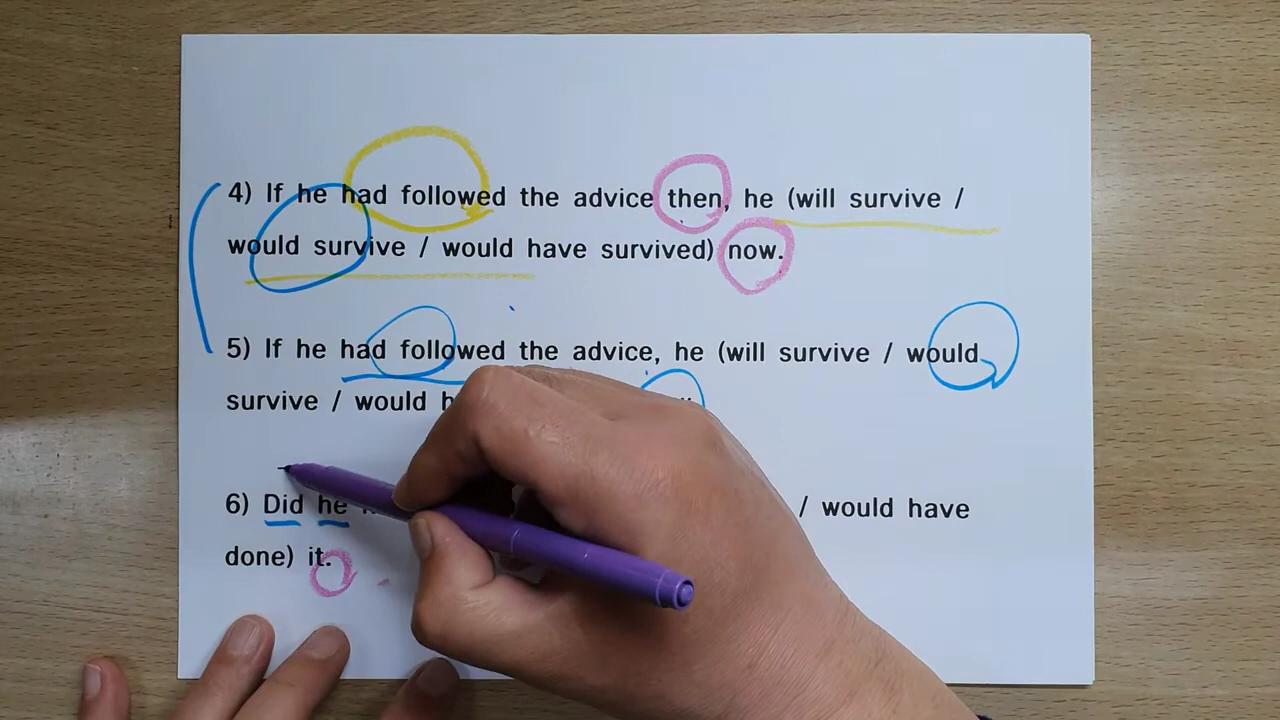 4) If he had followed the advice then, he (will survive /
would survive / would have survived) now.
5) If he had followed the advice, he (will survive / would
survive / would
6) Did he / would have
done) it.